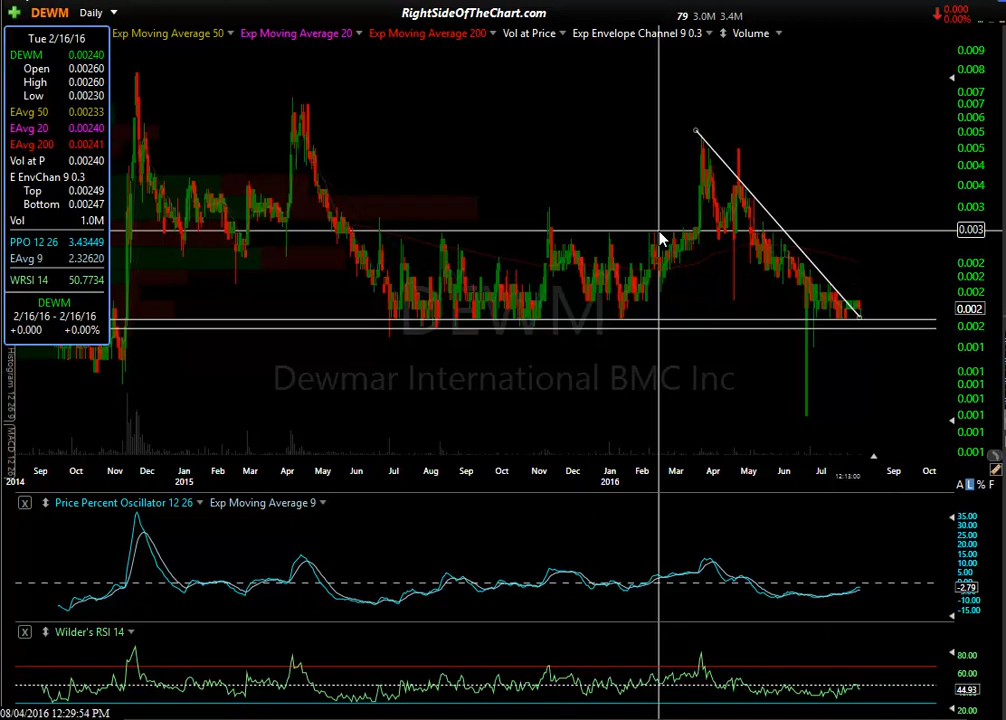 DEWM Daily
RightSideOfTheChart.com
79 3.0M 3.4M
0.000
0.00%
Exp Moving Average 50 Exp Moving Average 20 Exp Moving Average 200 Vol at Price Exp Envelope Channel 9 0.3 Volume
Tue 2/16/16
DEWM 0.00240
Open 0.00260
High 0.00260
Low 0.00230
EAvg 50 0.00233
EAvg 20 0.00240
EAvg 200 0.00241
Vol at P 0.00240
E EnvChan 9 0.3
Top 0.00249
Bottom 0.00247
Vol 1.0M
PPO 12 26 3.43449
EAvg 9 2.32620
WRSI 14 50.7734
DEWM
2/16/16 - 2/16/16
+0.000 +0.00%
0.009
0.008
0.007
0.007
0.006
0.005
0.005
0.004
0.004
0.003
0.003
0.002
0.002
0.002
0.002
0.001
0.001
0.001
0.001
0.001
0.001
DEWM
Dewmar International BMC Inc
Histogram 12 26 9
MACD 12 26
Sep Oct Nov Dec Jan Feb Mar Apr May Jun Jul Aug Sep Oct Nov Dec Jan Feb Mar Apr May Jun Jul 12:13:00 Sep Oct
2014 2015 2016
A L % F
X Price Percent Oscillator 12 26 Exp Moving Average 9
35.00
30.00
25.00
20.00
15.00
10.00
5.00
-2.79
-10.00
-15.00
X Wilder's RSI 14
80.00
60.00
44.93
20.00
08/04/2016 12:29:54 PM